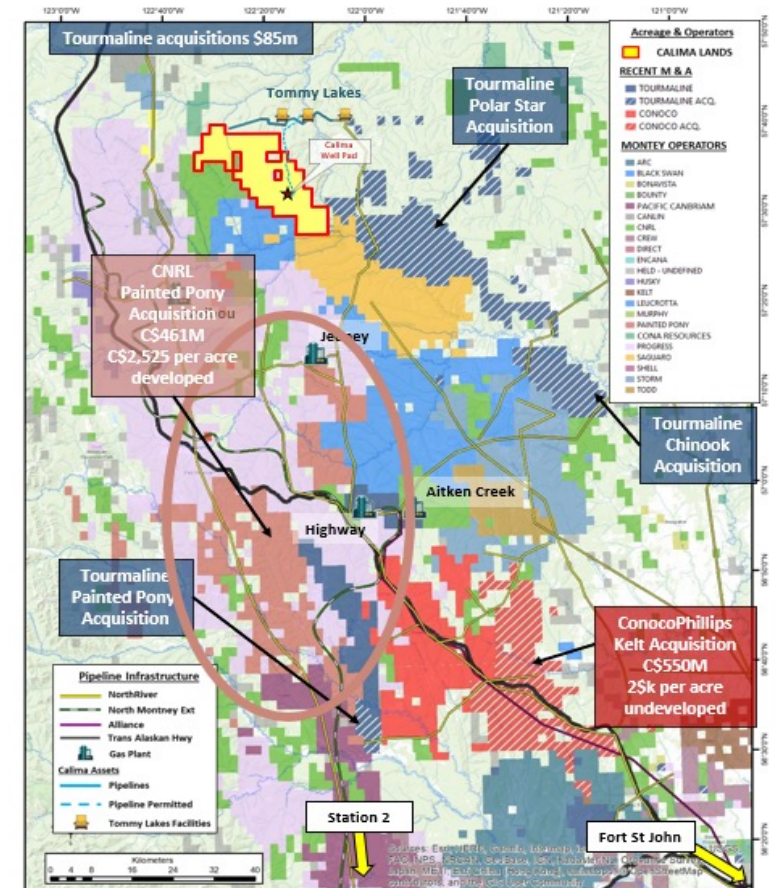 123°0'0"W 122°40'0"W 122°20'0"W 122°0'0"W 121°40'0"W 121°20'0"W
Tourmaline acquisitions $85m
Acreage & Operators
CALIMA LANDS
RECENT M & A
TOURMALINE
TOURMALINE ACQ.
CONOCO
CONOCO ACQ.
MONTEY OPERATORS
ARC
BLACK SWAN
BONAVISTA
BOUNTY
PACIFIC CANBRIAM
CANLIN
CNRL
CREW
DIRECT
ENCANA
HELD - UNDEFINED
HUSKY
KELT
LEUCROTTA
MURPHY
PAINTED PONY
CONA RESOURCES
PROGRESS
SAGUARO
SHELL
STORM
TODD
Tommy Lakes
Calima
Well Pad
Tourmaline
Polar Star
Acquisition
CNRL
Painted Pony
Acquisition
C$461M
C$2,525 per acre
developed
Tourmaline
Chinook
Acquisition
Aitken Creek
Highway
Tourmaline
Painted Pony
Acquisition
ConocoPhillips
Kelt Acquisition
C$550M
2$k per acre
undeveloped
Pipeline Infrastructure
NorthRiver
North Montney Ext
Alliance
Trans Alaskan Hwy
Gas Plant
Calima Assets
Pipelines
Pipeline Permitted
Tommy Lakes Facilities
Station 2
Fort St John
Kilometers
0 4 8 16 24 32 40